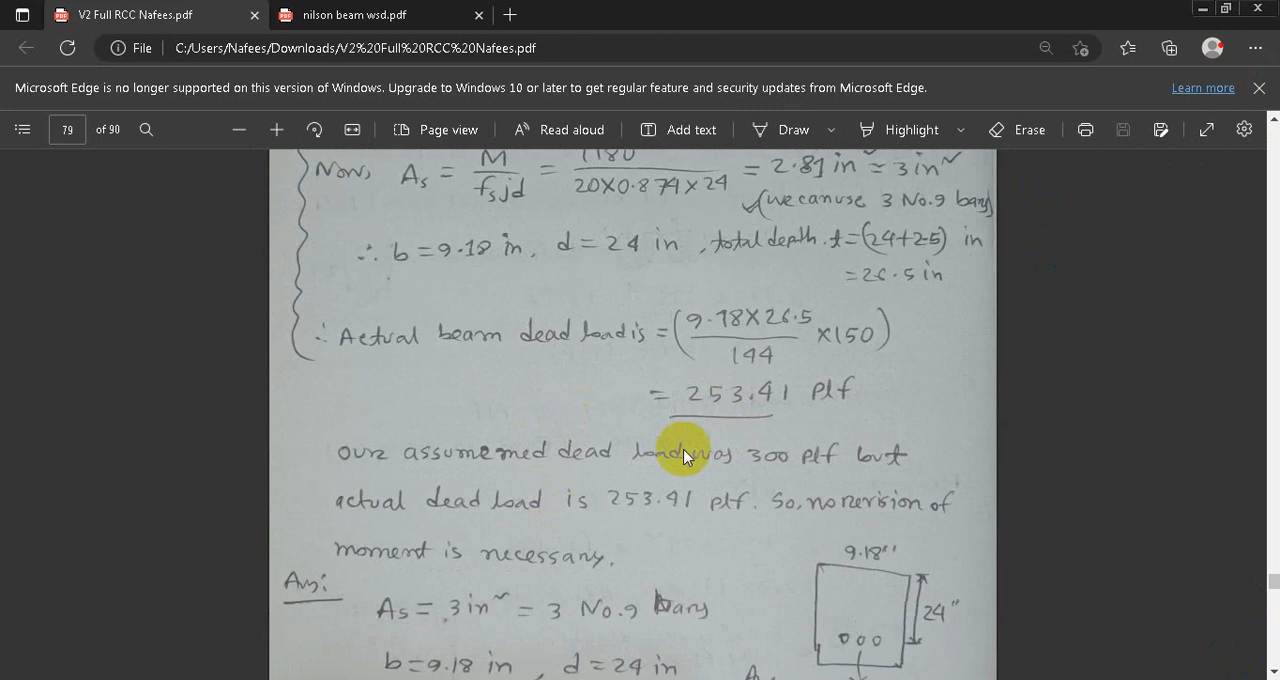 V2 Full RCC Nafees.pdf
nilson beam wsd.pdf
File
C:/Users/Nafees/Downloads/V2%20Full%20RCC%20Nafees.pdf
Microsoft Edge is no longer supported on this version of Windows. Upgrade to Windows 10 or later to get regular feature and security updates from Microsoft Edge.
Learn more
79 of 90
Page view
Read aloud
Add text
Draw
Highlight
Erase
Now, As = M / fsjd = 1180 / 20X0.874X24 = 2.81 in² = 3 in²
(we can use 3 No.9 bars)
∴ b = 9.18 in, d = 24 in, total depth. t = (24+2.5) in
= 26.5 in
∴ Actual beam dead load is = (9.18X26.5 / 144 X150)
= 253.41 plf
our assumemed dead load was 300 plf but
actual dead load is 253.41 plf. So, no revision of
moment is necessary.
Ans:
As = 3 in² = 3 No.9 bars
b = 9.18 in, d = 24 in
9.18''
24''